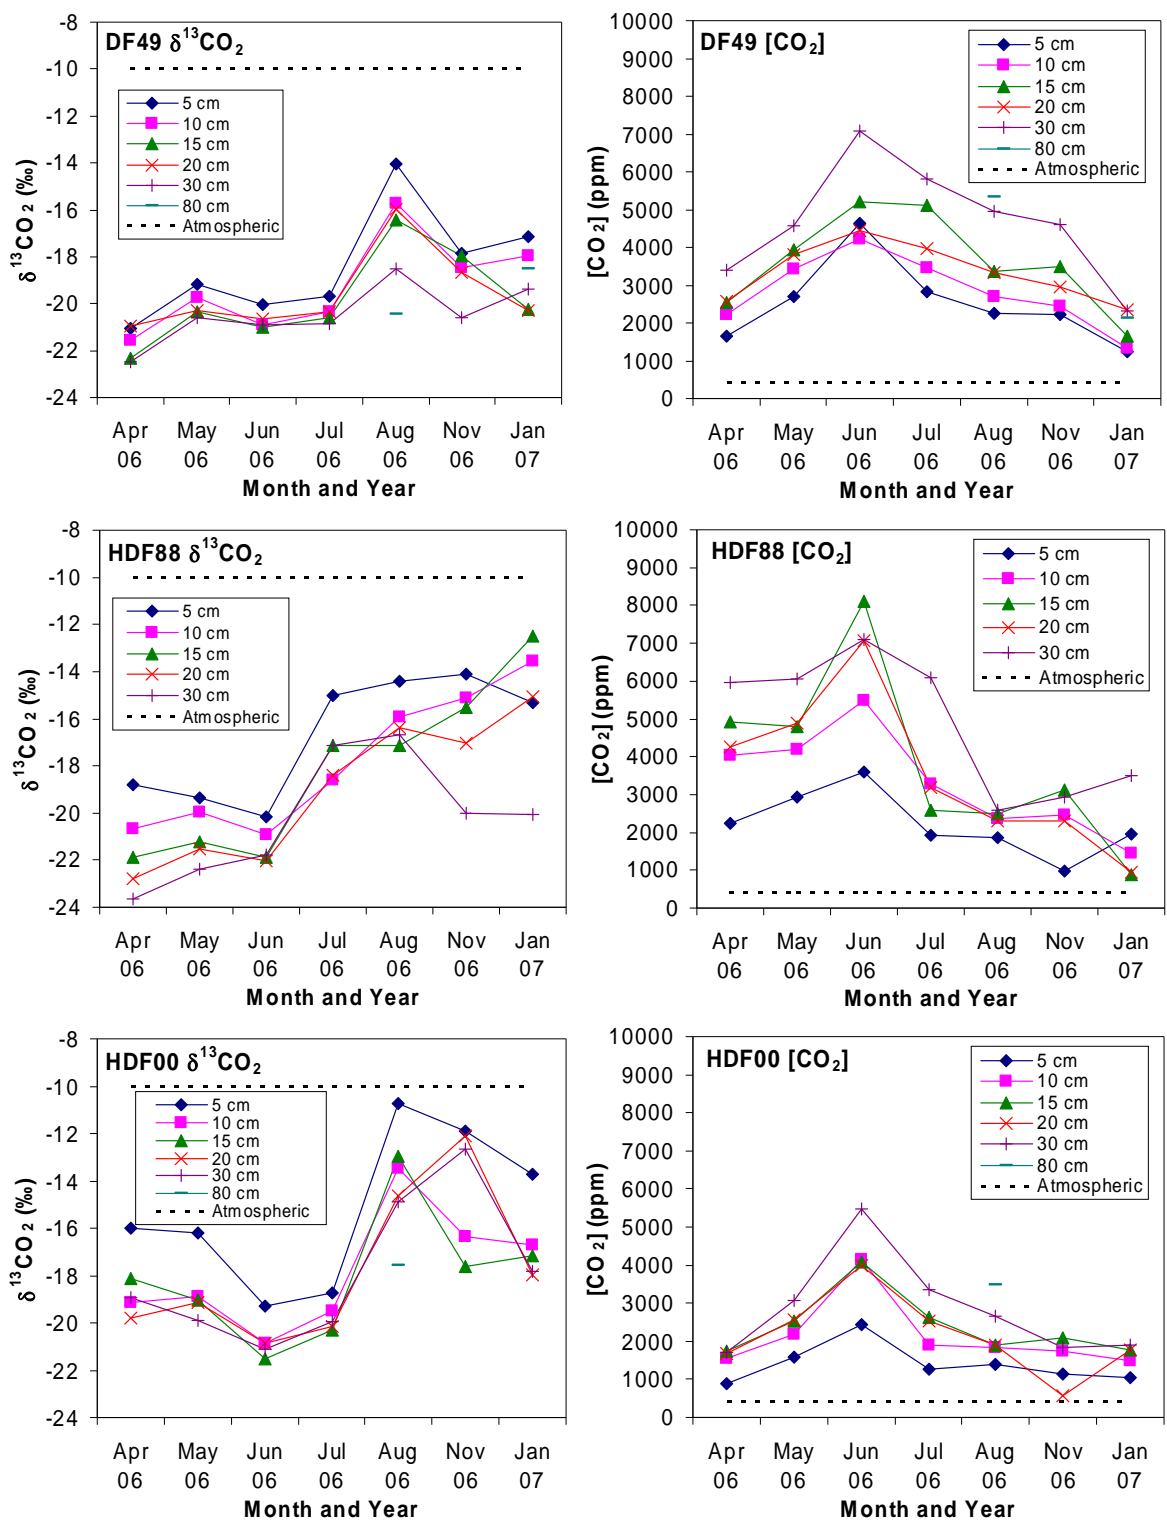 DF49 δ¹³CO₂
-8
-10
-12
-14
-16
-18
-20
-22
-24
δ¹³CO₂ (‰)
5 cm
10 cm
15 cm
20 cm
30 cm
80 cm
Atmospheric
Apr May Jun Jul Aug Nov Jan
06 06 06 06 06 06 07
Month and Year
DF49 [CO₂]
10000
9000
8000
7000
6000
5000
4000
3000
2000
1000
0
[CO₂] (ppm)
5 cm
10 cm
15 cm
20 cm
30 cm
80 cm
Atmospheric
Apr May Jun Jul Aug Nov Jan
06 06 06 06 06 06 07
Month and Year
HDF88 δ¹³CO₂
-8
-10
-12
-14
-16
-18
-20
-22
-24
δ¹³CO₂ (‰)
5 cm
10 cm
15 cm
20 cm
30 cm
Atmospheric
Apr May Jun Jul Aug Nov Jan
06 06 06 06 06 06 07
Month and Year
HDF88 [CO₂]
10000
9000
8000
7000
6000
5000
4000
3000
2000
1000
0
[CO₂] (ppm)
5 cm
10 cm
15 cm
20 cm
30 cm
Atmospheric
Apr May Jun Jul Aug Nov Jan
06 06 06 06 06 06 07
Month and Year
HDF00 δ¹³CO₂
-8
-10
-12
-14
-16
-18
-20
-22
-24
δ¹³CO₂ (‰)
5 cm
10 cm
15 cm
20 cm
30 cm
80 cm
Atmospheric
Apr May Jun Jul Aug Nov Jan
06 06 06 06 06 06 07
Month and Year
HDF00 [CO₂]
10000
9000
8000
7000
6000
5000
4000
3000
2000
1000
0
[CO₂] (ppm)
5 cm
10 cm
15 cm
20 cm
30 cm
80 cm
Atmospheric
Apr May Jun Jul Aug Nov Jan
06 06 06 06 06 06 07
Month and Year